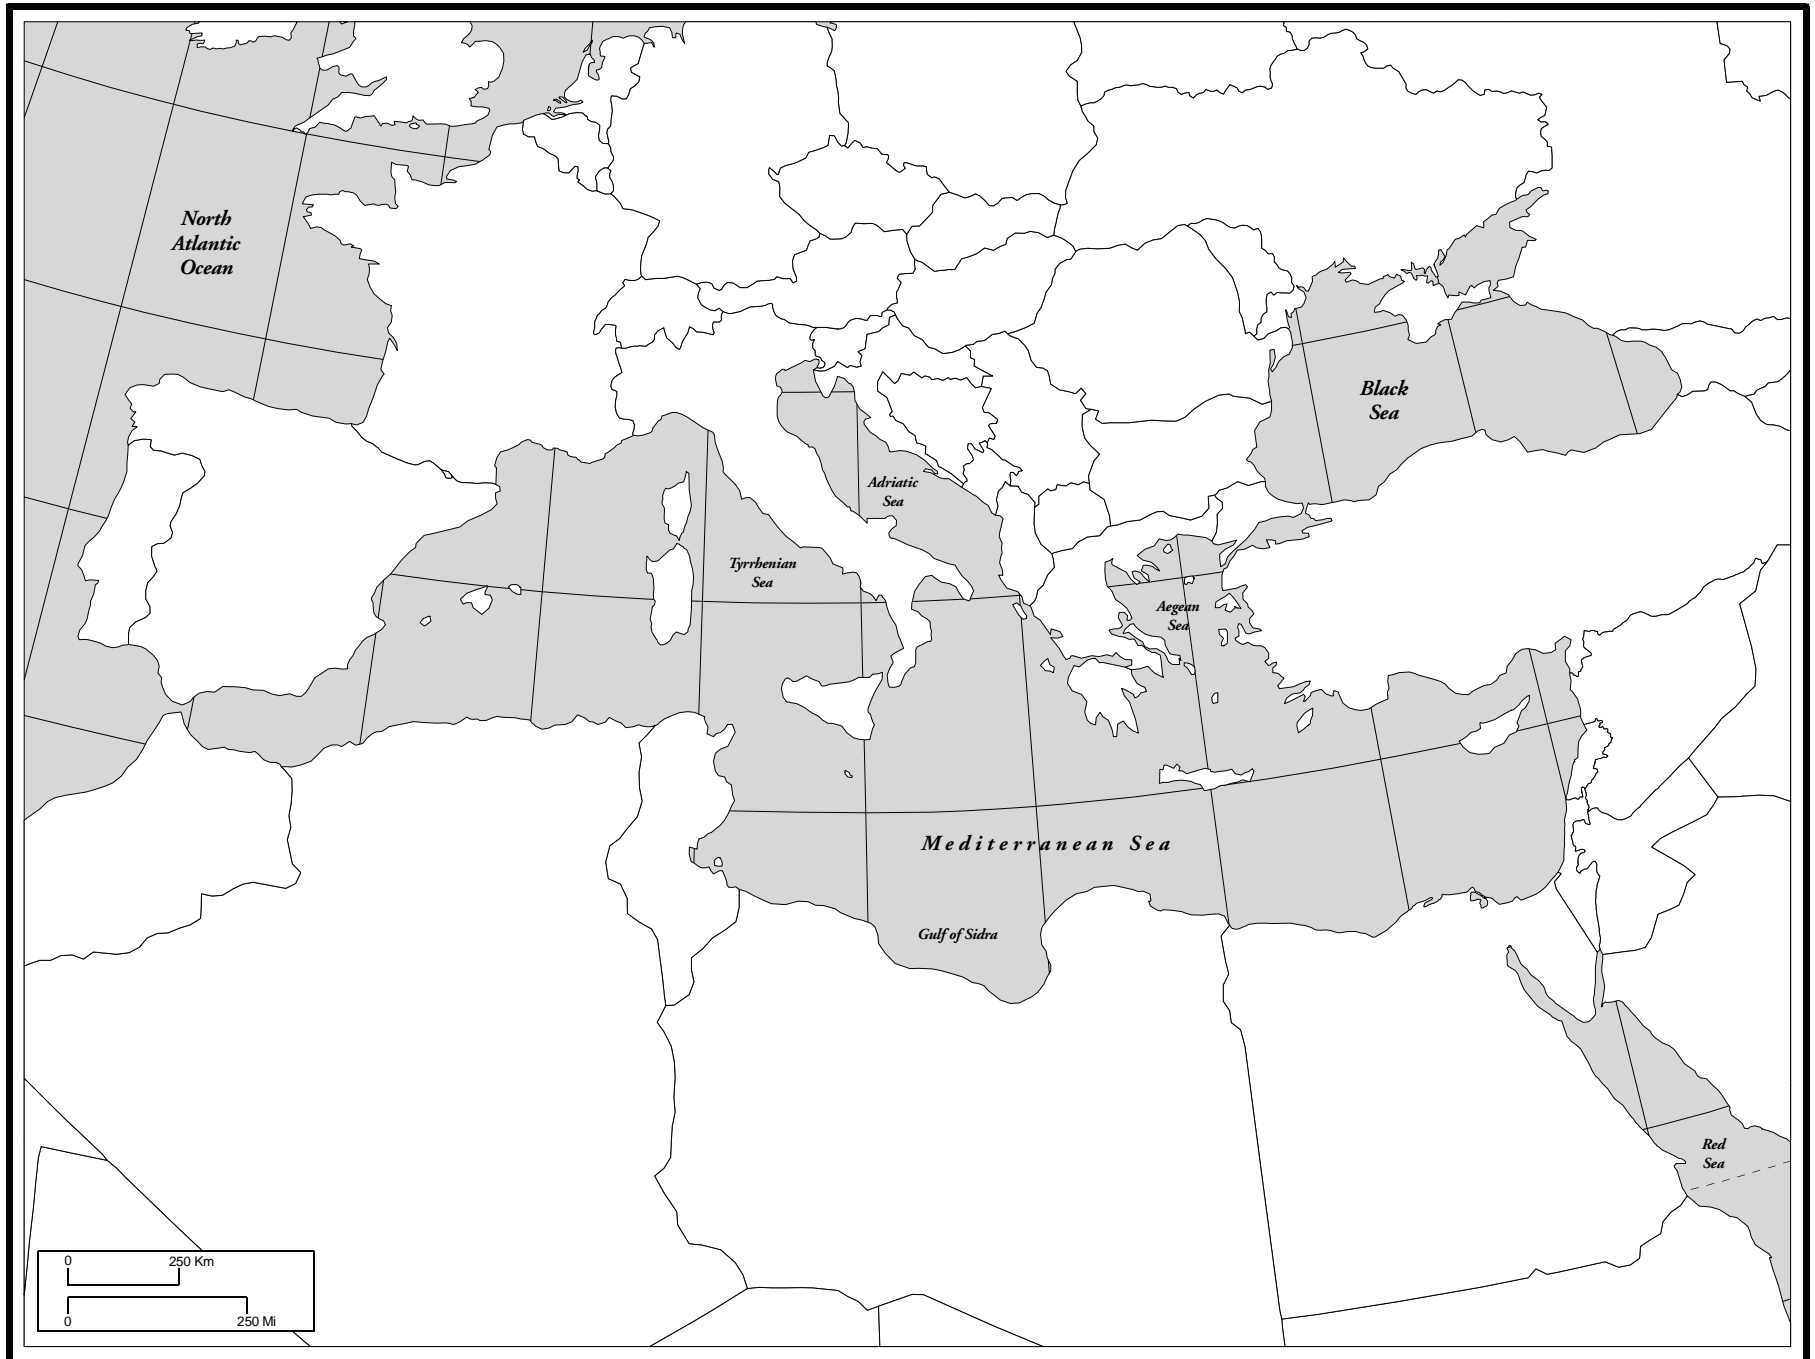 North
Atlantic
Ocean
Black
Sea
Adriatic
Sea
Tyrrhenian
Sea
Aegean
Sea
Mediterranean Sea
Gulf of Sidra
Red
Sea
0 250 Km
0 250 Mi